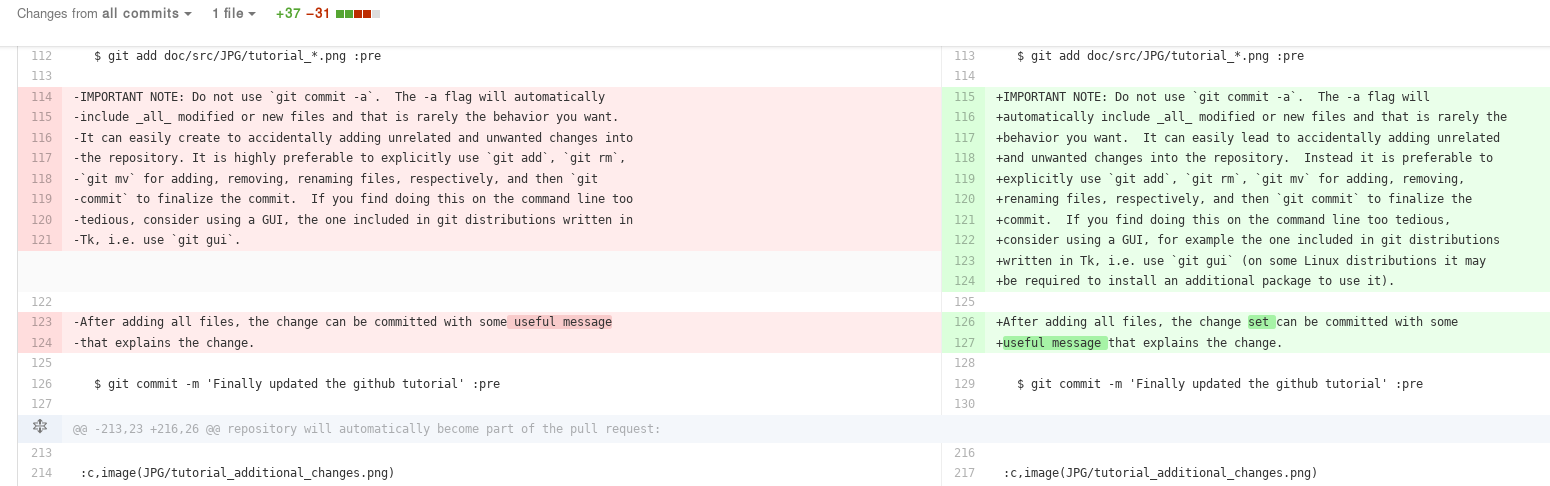 Changes from all commits 1 file +37 −31
112 $ git add doc/src/JPG/tutorial_*.png :pre
113
114 -IMPORTANT NOTE: Do not use `git commit -a`.  The -a flag will automatically
115 -include _all_ modified or new files and that is rarely the behavior you want.
116 -It can easily create to accidentally adding unrelated and unwanted changes into
117 -the repository. It is highly preferable to explicitly use `git add`, `git rm`,
118 -`git mv` for adding, removing, renaming files, respectively, and then `git
119 -commit` to finalize the commit.  If you find doing this on the command line too
120 -tedious, consider using a GUI, the one included in git distributions written in
121 -Tk, i.e. use `git gui`.
122
123 -After adding all files, the change can be committed with some useful message
124 -that explains the change.
125
126 $ git commit -m 'Finally updated the github tutorial' :pre
127
113 $ git add doc/src/JPG/tutorial_*.png :pre
114
115 +IMPORTANT NOTE: Do not use `git commit -a`.  The -a flag will
116 +automatically include _all_ modified or new files and that is rarely the
117 +behavior you want.  It can easily lead to accidentally adding unrelated
118 +and unwanted changes into the repository.  Instead it is preferable to
119 +explicitly use `git add`, `git rm`, `git mv` for adding, removing,
120 +renaming files, respectively, and then `git commit` to finalize the
121 +commit.  If you find doing this on the command line too tedious,
122 +consider using a GUI, for example the one included in git distributions
123 +written in Tk, i.e. use `git gui` (on some Linux distributions it may
124 +be required to install an additional package to use it).
125
126 +After adding all files, the change set can be committed with some
127 +useful message that explains the change.
128
129 $ git commit -m 'Finally updated the github tutorial' :pre
130
@@ -213,23 +216,26 @@ repository will automatically become part of the pull request:
213
214 :c,image(JPG/tutorial_additional_changes.png)
216
217 :c,image(JPG/tutorial_additional_changes.png)